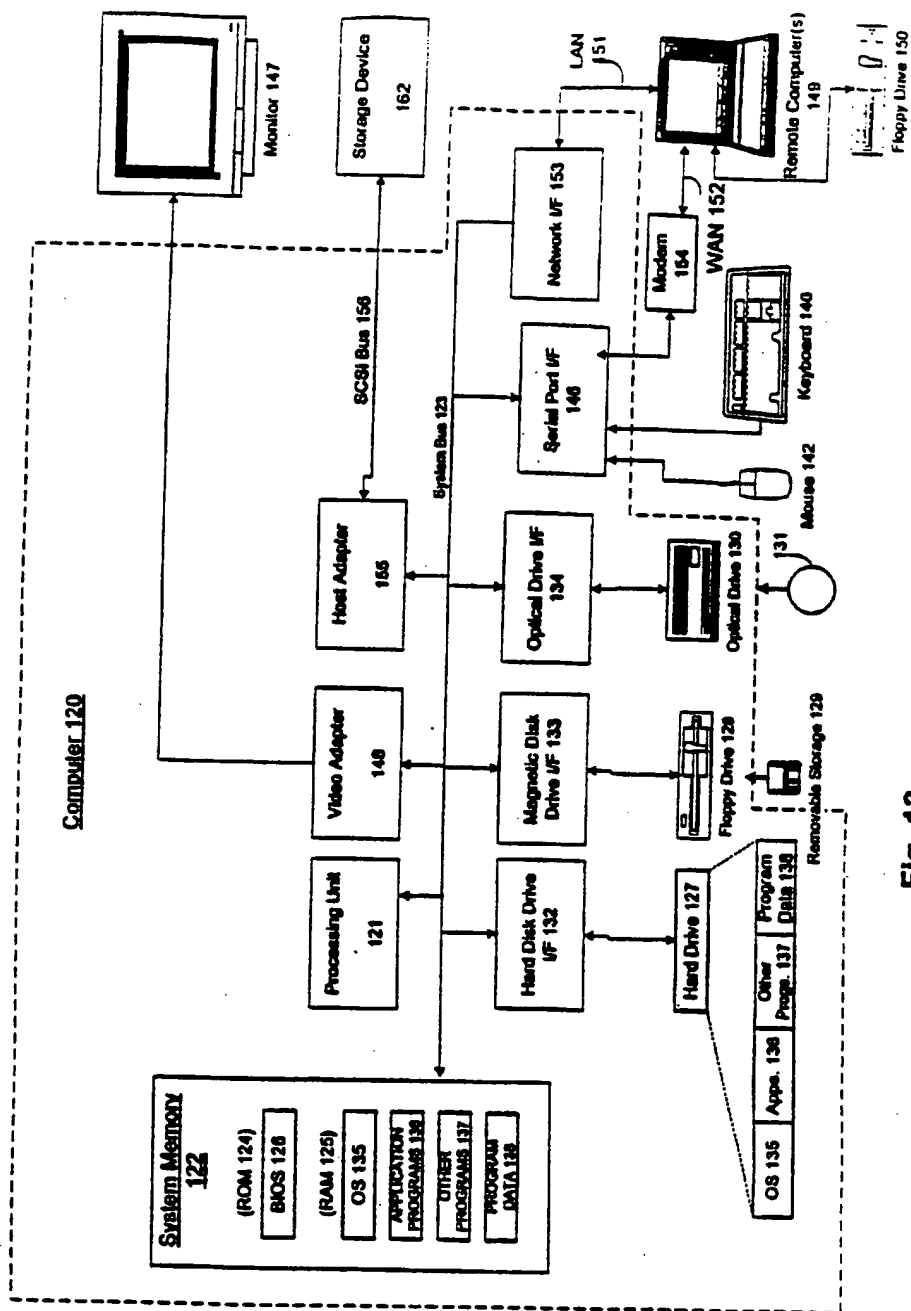 Computer 120
System Memory
122
(ROM 124)
BIOS 126
(RAM 125)
OS 135
APPLICATION
PROGRAMS 136
OTHER
PROGRAMS 137
PROGRAM
DATA 138
Processing Unit
121
Video Adapter
148
Host Adapter
155
SCSI Bus 156
Monitor 147
Storage Device
162
System Bus 123
Hard Disk Drive
I/F 132
Magnetic Disk
Drive I/F 133
Optical Drive I/F
134
Serial Port I/F
146
Network I/F 153
LAN
151
Hard Drive 127
Floppy Drive 128
Optical Drive 130
Modem
154
WAN 152
Remote Computer(s)
149
Floppy Drive 150
OS 135
Apps. 136
Other
Progs. 137
Program
Data 138
Removable Storage 129
131
Mouse 142
Keyboard 140